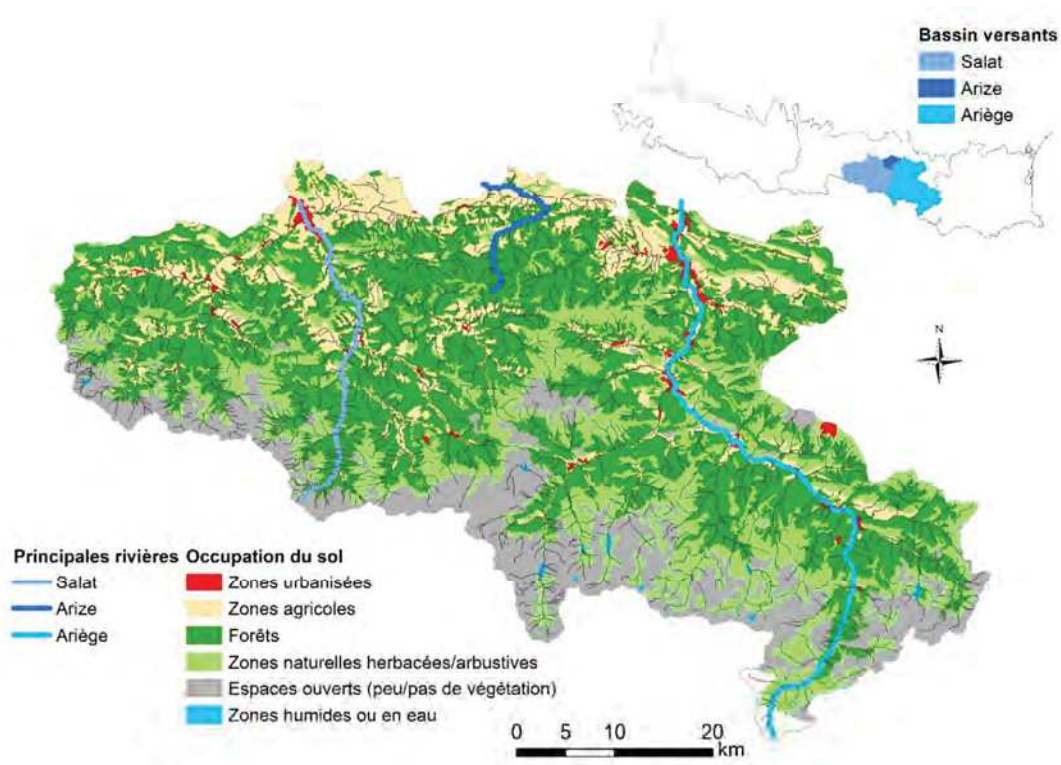 Bassin versants
Salat
Arize
Ariège
N
Principales rivières
Salat
Arize
Ariège
Occupation du sol
Zones urbanisées
Zones agricoles
Forêts
Zones naturelles herbacées/arbustives
Espaces ouverts (peu/pas de végétation)
Zones humides ou en eau
0 5 10 20
km